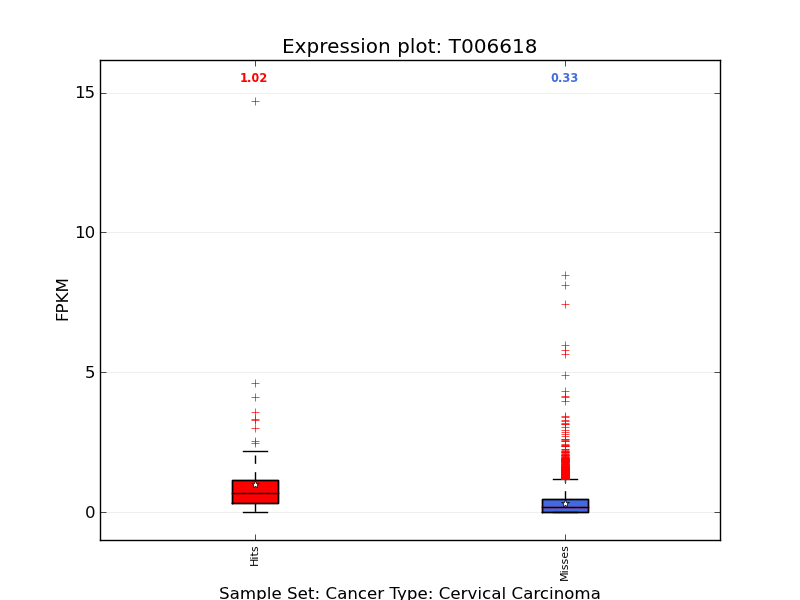 Expression plot: T006618
1.02
0.33
15
10
5
0
FPKM
Hits
Misses
Sample Set: Cancer Type: Cervical Carcinoma